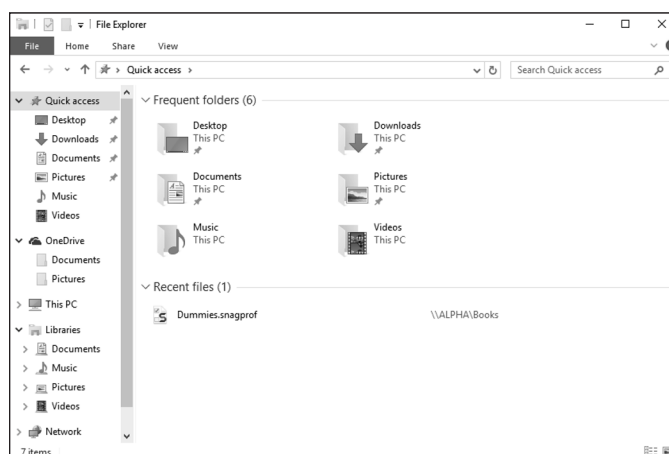 File Explorer
File Home Share View
Quick access
Search Quick access
Quick access
Desktop
Downloads
Documents
Pictures
Music
Videos
OneDrive
Documents
Pictures
This PC
Libraries
Documents
Music
Pictures
Videos
Network
7 items
Frequent folders (6)
Desktop
This PC
Downloads
This PC
Documents
This PC
Pictures
This PC
Music
This PC
Videos
This PC
Recent files (1)
Dummies.snagprof \\ALPHA\Books